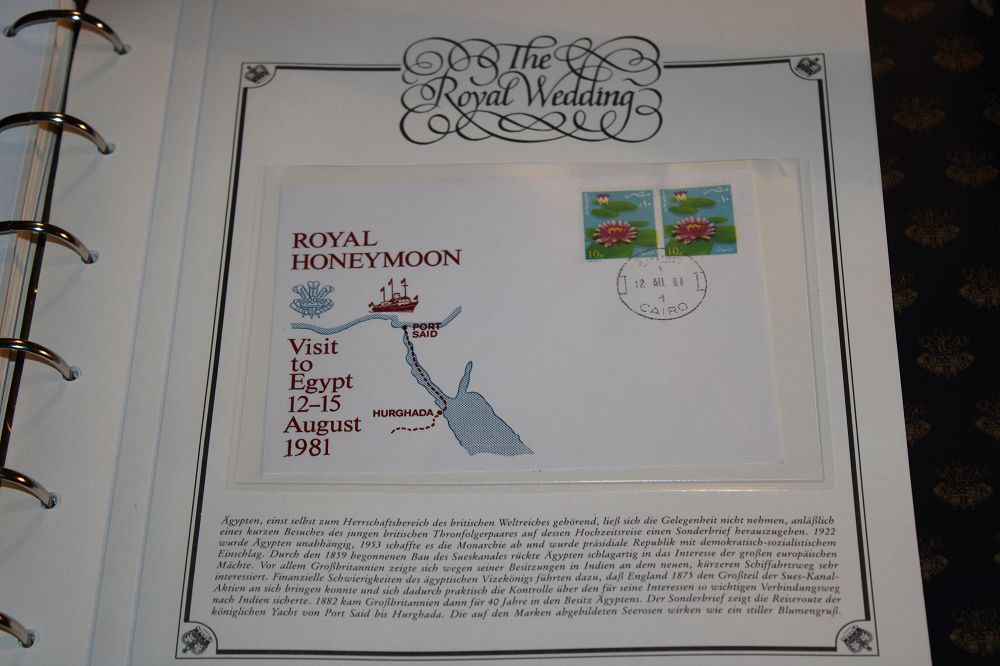 The
Royal Wedding
ROYAL
HONEYMOON
PORT
SAID
Visit
to
Egypt
12–15
August
1981
HURGHADA
10
10
12 AU. 81
1
CAIRO
Ägypten, einst selbst zum Herrschaftsbereich des britischen Weltreiches gehörend, ließ sich die Gelegenheit nicht nehmen, anläßlich
eines kurzen Besuches des jungen britischen Thronfolgerpaares auf dessen Hochzeitsreise einen Sonderbrief herauszugeben. 1922
wurde Ägypten unabhängig, 1953 schaffte es die Monarchie ab und wurde präsidiale Republik mit demokratisch-sozialistischem
Einschlag. Durch den 1859 begonnenen Bau des Sueskanales rückte Ägypten schlagartig in das Interesse der großen europäischen
Mächte. Vor allem Großbritannien zeigte sich wegen seiner Besitzungen in Indien an dem neuen, kürzeren Schiffahrtsweg sehr
interessiert. Finanzielle Schwierigkeiten des ägyptischen Vizekönigs führten dazu, daß England 1875 den Großteil der Sues-Kanal-
Aktien an sich bringen konnte und sich dadurch praktisch die Kontrolle über den für seine Interessen so wichtigen Verbindungsweg
nach Indien sicherte. 1882 kam Großbritannien dann für 40 Jahre in den Besitz Ägyptens. Der Sonderbrief zeigt die Reiseroute der
königlichen Yacht von Port Said bis Hurghada. Die auf den Marken abgebildeten Seerosen wirken wie ein stiller Blumengruß.